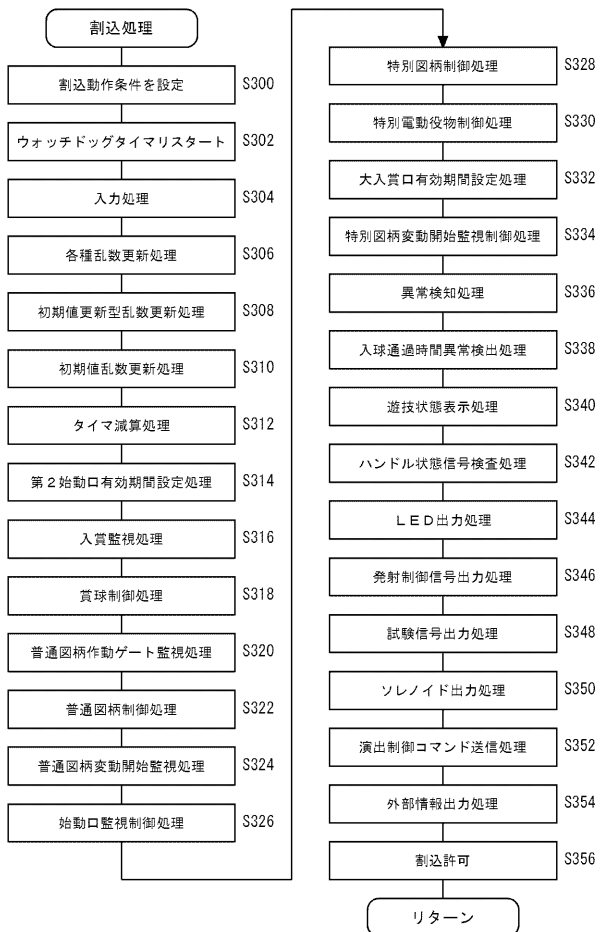 割込処理
割込動作条件を設定 S300
ウォッチドッグタイマリスタート S302
入力処理 S304
各種乱数更新処理 S306
初期値更新型乱数更新処理 S308
初期値乱数更新処理 S310
タイマ減算処理 S312
第2始動口有効期間設定処理 S314
入賞監視処理 S316
賞球制御処理 S318
普通図柄作動ゲート監視処理 S320
普通図柄制御処理 S322
普通図柄変動開始監視処理 S324
始動口監視制御処理 S326
特別図柄制御処理 S328
特別電動役物制御処理 S330
大入賞口有効期間設定処理 S332
特別図柄変動開始監視制御処理 S334
異常検知処理 S336
入球通過時間異常検出処理 S338
遊技状態表示処理 S340
ハンドル状態信号検査処理 S342
LED出力処理 S344
発射制御信号出力処理 S346
試験信号出力処理 S348
ソレノイド出力処理 S350
演出制御コマンド送信処理 S352
外部情報出力処理 S354
割込許可 S356
リターン